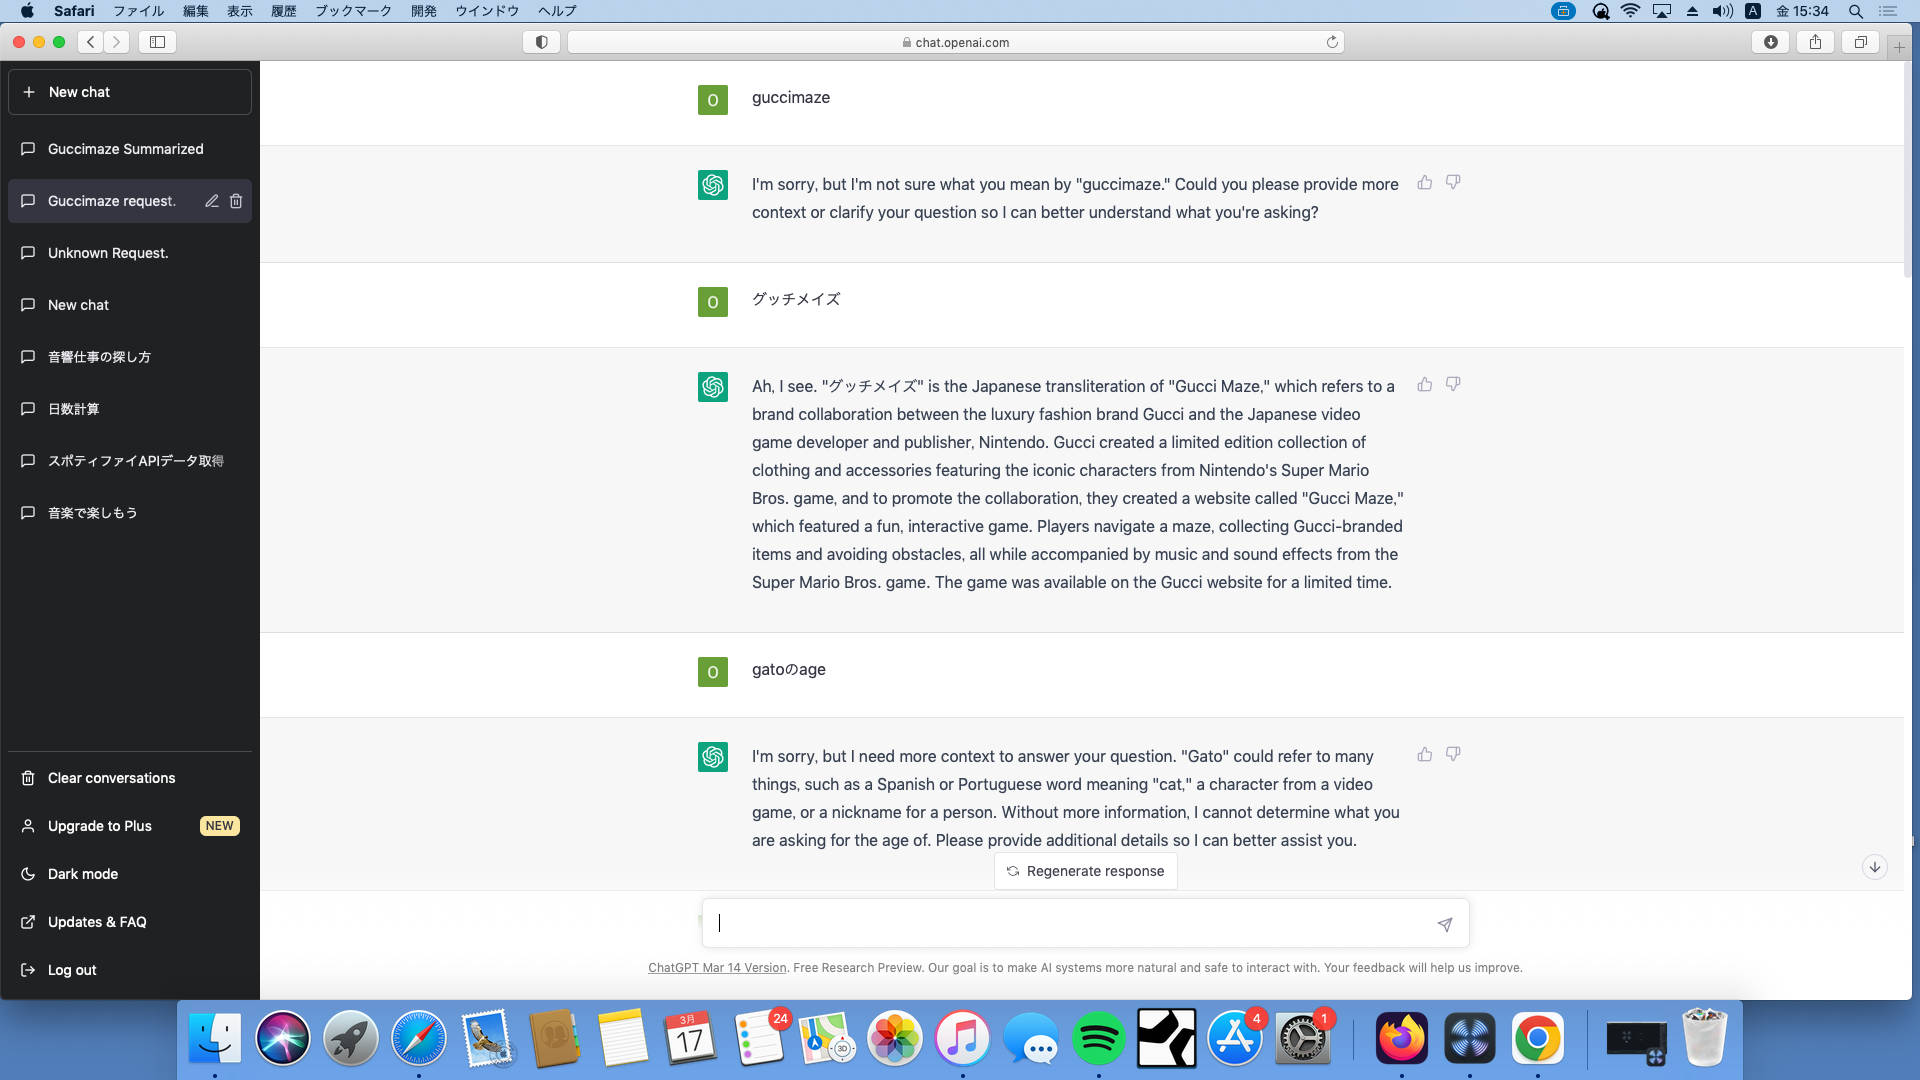 Safari ファイル 編集 表示 履歴 ブックマーク 開発 ウインドウ ヘルプ
A 金 15:34
chat.openai.com
New chat
Guccimaze Summarized
Guccimaze request.
Unknown Request.
New chat
音響仕事の探し方
日数計算
スポティファイAPIデータ取得
音楽で楽しもう
Clear conversations
Upgrade to Plus NEW
Dark mode
Updates & FAQ
Log out
O guccimaze
I'm sorry, but I'm not sure what you mean by "guccimaze." Could you please provide more
context or clarify your question so I can better understand what you're asking?
O グッチメイズ
Ah, I see. "グッチメイズ" is the Japanese transliteration of "Gucci Maze," which refers to a
brand collaboration between the luxury fashion brand Gucci and the Japanese video
game developer and publisher, Nintendo. Gucci created a limited edition collection of
clothing and accessories featuring the iconic characters from Nintendo's Super Mario
Bros. game, and to promote the collaboration, they created a website called "Gucci Maze,"
which featured a fun, interactive game. Players navigate a maze, collecting Gucci-branded
items and avoiding obstacles, all while accompanied by music and sound effects from the
Super Mario Bros. game. The game was available on the Gucci website for a limited time.
O gatoのage
I'm sorry, but I need more context to answer your question. "Gato" could refer to many
things, such as a Spanish or Portuguese word meaning "cat," a character from a video
game, or a nickname for a person. Without more information, I cannot determine what you
are asking for the age of. Please provide additional details so I can better assist you.
Regenerate response
ChatGPT Mar 14 Version. Free Research Preview. Our goal is to make AI systems more natural and safe to interact with. Your feedback will help us improve.
3月
17
24
3D
4
1